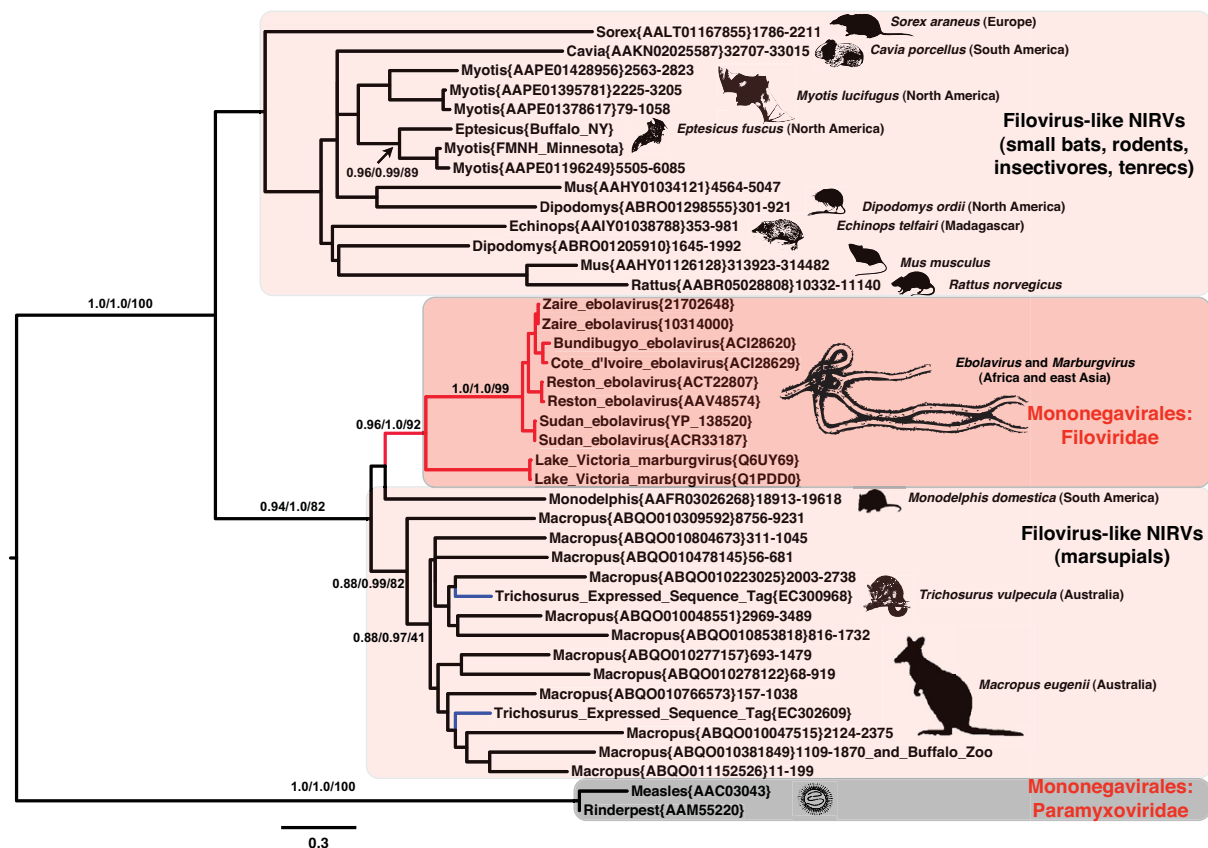 Sorex araneus (Europe)
Sorex{AALT01167855}1786-2211
Cavia{AAKN02025587}32707-33015
Cavia porcellus (South America)
Myotis{AAPE01428956}2563-2823
Myotis{AAPE01395781}2225-3205
Myotis lucifugus (North America)
Myotis{AAPE01378617}79-1058
Eptesicus{Buffalo_NY}
Eptesicus fuscus (North America)
Myotis{FMNH_Minnesota}
Myotis{AAPE01196249}5505-6085
0.96/0.99/89
Filovirus-like NIRVs
(small bats, rodents,
insectivores, tenrecs)
Mus{AAHY01034121}4564-5047
Dipodomys{ABRO01298555}301-921
Dipodomys ordii (North America)
Echinops{AAIY01038788}353-981
Echinops telfairi (Madagascar)
Dipodomys{ABRO01205910}1645-1992
Mus{AAHY01126128}313923-314482
Mus musculus
Rattus{AABR05028808}10332-11140
Rattus norvegicus
1.0/1.0/100
Zaire_ebolavirus{21702648}
Zaire_ebolavirus{10314000}
Bundibugyo_ebolavirus{ACI28620}
Cote_d'Ivoire_ebolavirus{ACI28629}
Reston_ebolavirus{ACT22807}
1.0/1.0/99
Reston_ebolavirus{AAV48574}
Sudan_ebolavirus{YP_138520}
0.96/1.0/92
Sudan_ebolavirus{ACR33187}
Lake_Victoria_marburgvirus{Q6UY69}
Lake_Victoria_marburgvirus{Q1PDD0}
Ebolavirus and Marburgvirus
(Africa and east Asia)
Mononegavirales:
Filoviridae
Monodelphis{AAFR03026268}18913-19618
Monodelphis domestica (South America)
0.94/1.0/82
Macropus{ABQO010309592}8756-9231
Macropus{ABQO010804673}311-1045
Macropus{ABQO010478145}56-681
Filovirus-like NIRVs
(marsupials)
0.88/0.99/82
Macropus{ABQO010223025}2003-2738
Trichosurus_Expressed_Sequence_Tag{EC300968}
Trichosurus vulpecula (Australia)
Macropus{ABQO010048551}2969-3489
0.88/0.97/41
Macropus{ABQO010853818}816-1732
Macropus{ABQO010277157}693-1479
Macropus{ABQO010278122}68-919
Macropus eugenii (Australia)
Macropus{ABQO010766573}157-1038
Trichosurus_Expressed_Sequence_Tag{EC302609}
Macropus{ABQO010047515}2124-2375
Macropus{ABQO010381849}1109-1870_and_Buffalo_Zoo
Macropus{ABQO011152526}11-199
1.0/1.0/100
Measles{AAC03043}
Rinderpest{AAM55220}
Mononegavirales:
Paramyxoviridae
0.3